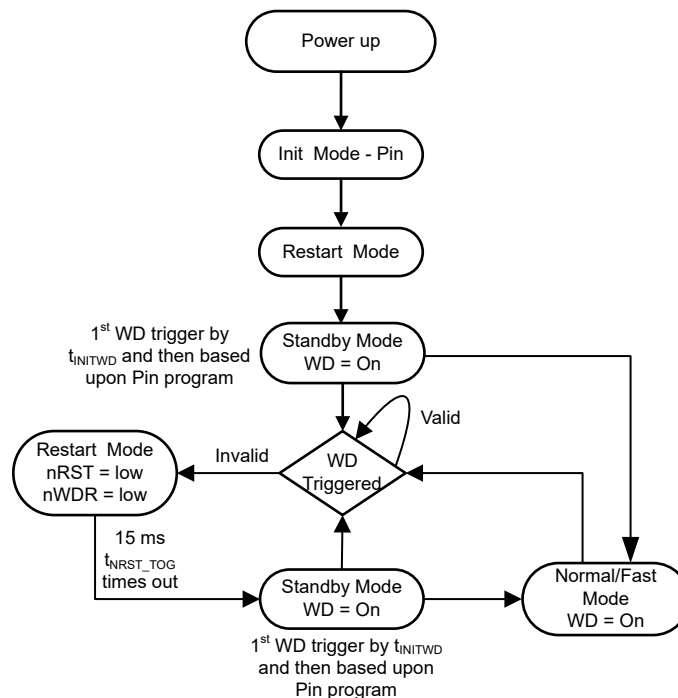 Power up
Init Mode - Pin
Restart Mode
1st WD trigger by
tINITWD and then based
upon Pin program
Standby Mode
WD = On
Valid
WD
Triggered
Invalid
Restart Mode
nRST = low
nWDR = low
15 ms
tNRST_TOG
times out
Standby Mode
WD = On
Normal/Fast
Mode
WD = On
1st WD trigger by tINITWD
and then based upon
Pin program